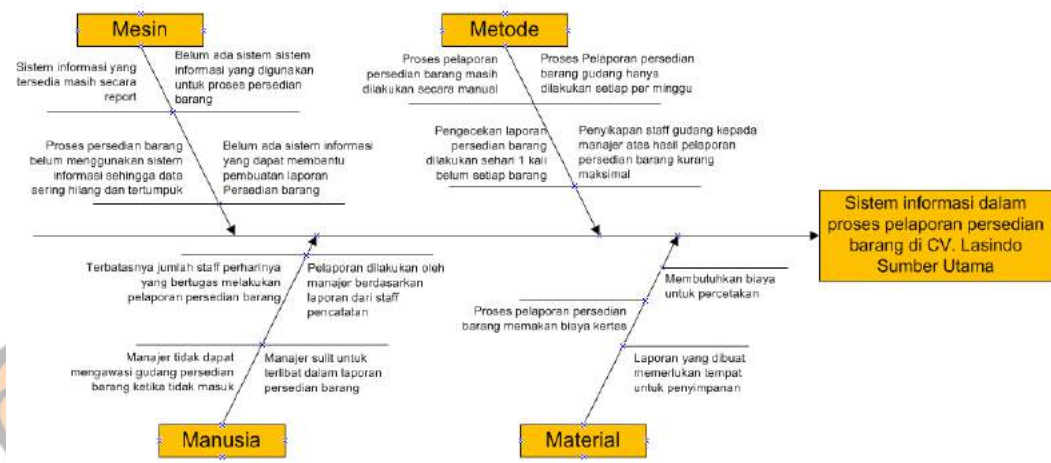 Mesin
Sistem informasi yang
tersedia masih secara
report
Belum ada sistem sistem
informasi yang digunakan
untuk proses persedian
barang
Proses persedian barang
belum menggunakan sistem
informasi sehingga data
sering hilang dan tertumpuk
Belum ada sistem informasi
yang dapat membantu
pembuatan laporan
Persedian barang
Metode
Proses pelaporan
persedian barang masih
dilakukan secara manual
Proses Pelaporan persedian
barang gudang hanya
dilakukan setiap per minggu
Pengecekan laporan
persedian barang
dilakukan sehari 1 kali
belum setiap barang
Penyikapan staff gudang kepada
manajer atas hasil pelaporan
persedian barang kurang
maksimal
Sistem informasi dalam
proses pelaporan persedian
barang di CV. Lasindo
Sumber Utama
Terbatasnya jumlah staff perharinya
yang bertugas melakukan
pelaporan persedian barang
Pelaporan dilakukan oleh
manajer berdasarkan
laporan dari staff
pencatatan
Manajer tidak dapat
mengawasi gudang persedian
barang ketika tidak masuk
Manajer sulit untuk
terlibat dalam laporan
persedian barang
Manusia
Membutuhkan biaya
untuk percetakan
Proses pelaporan persedian
barang memakan biaya kertas
Laporan yang dibuat
memerlukan tempat
untuk penyimpanan
Material